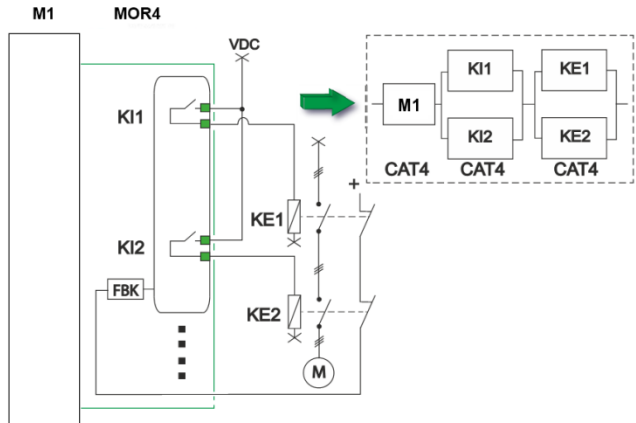 M1 MOR4
VDC
KI1
KI2
FBK
KE1
KE2
M
+
M1
KI1
KI2
KE1
KE2
CAT4 CAT4 CAT4